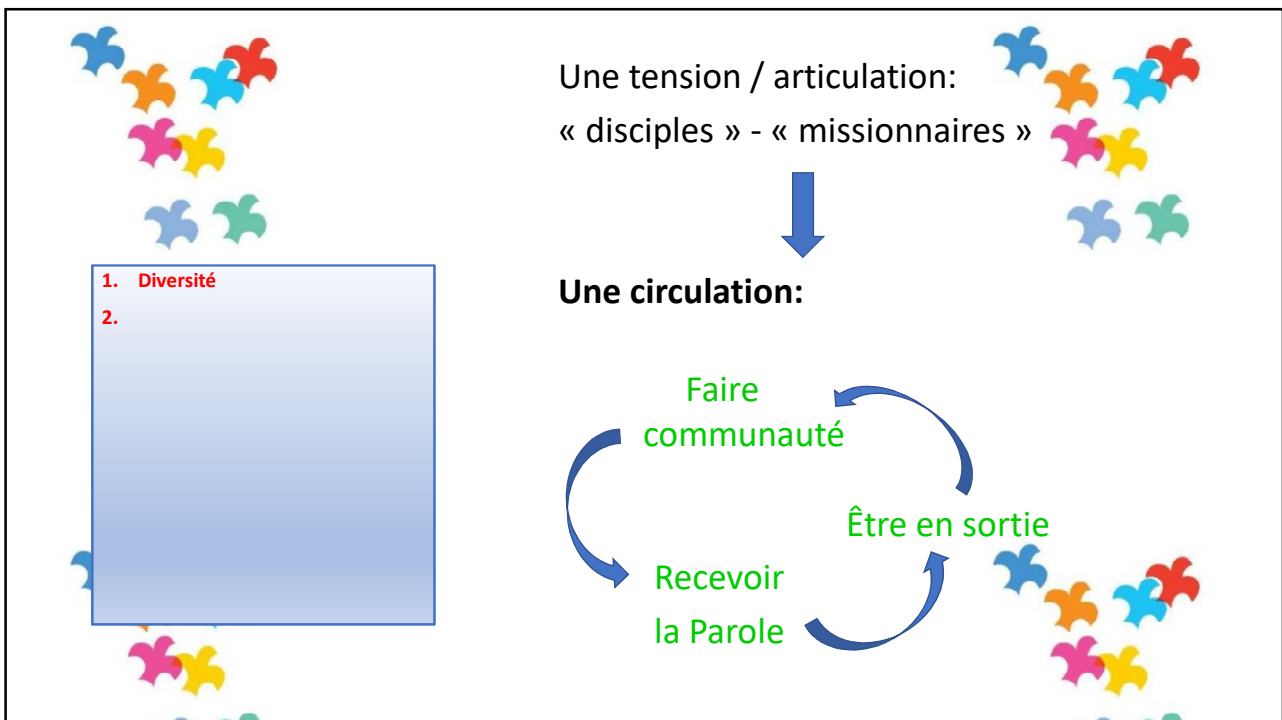 Une tension / articulation:
« disciples » - « missionnaires »
1. Diversité
2.
Une circulation:
Faire
communauté
Être en sortie
Recevoir
la Parole